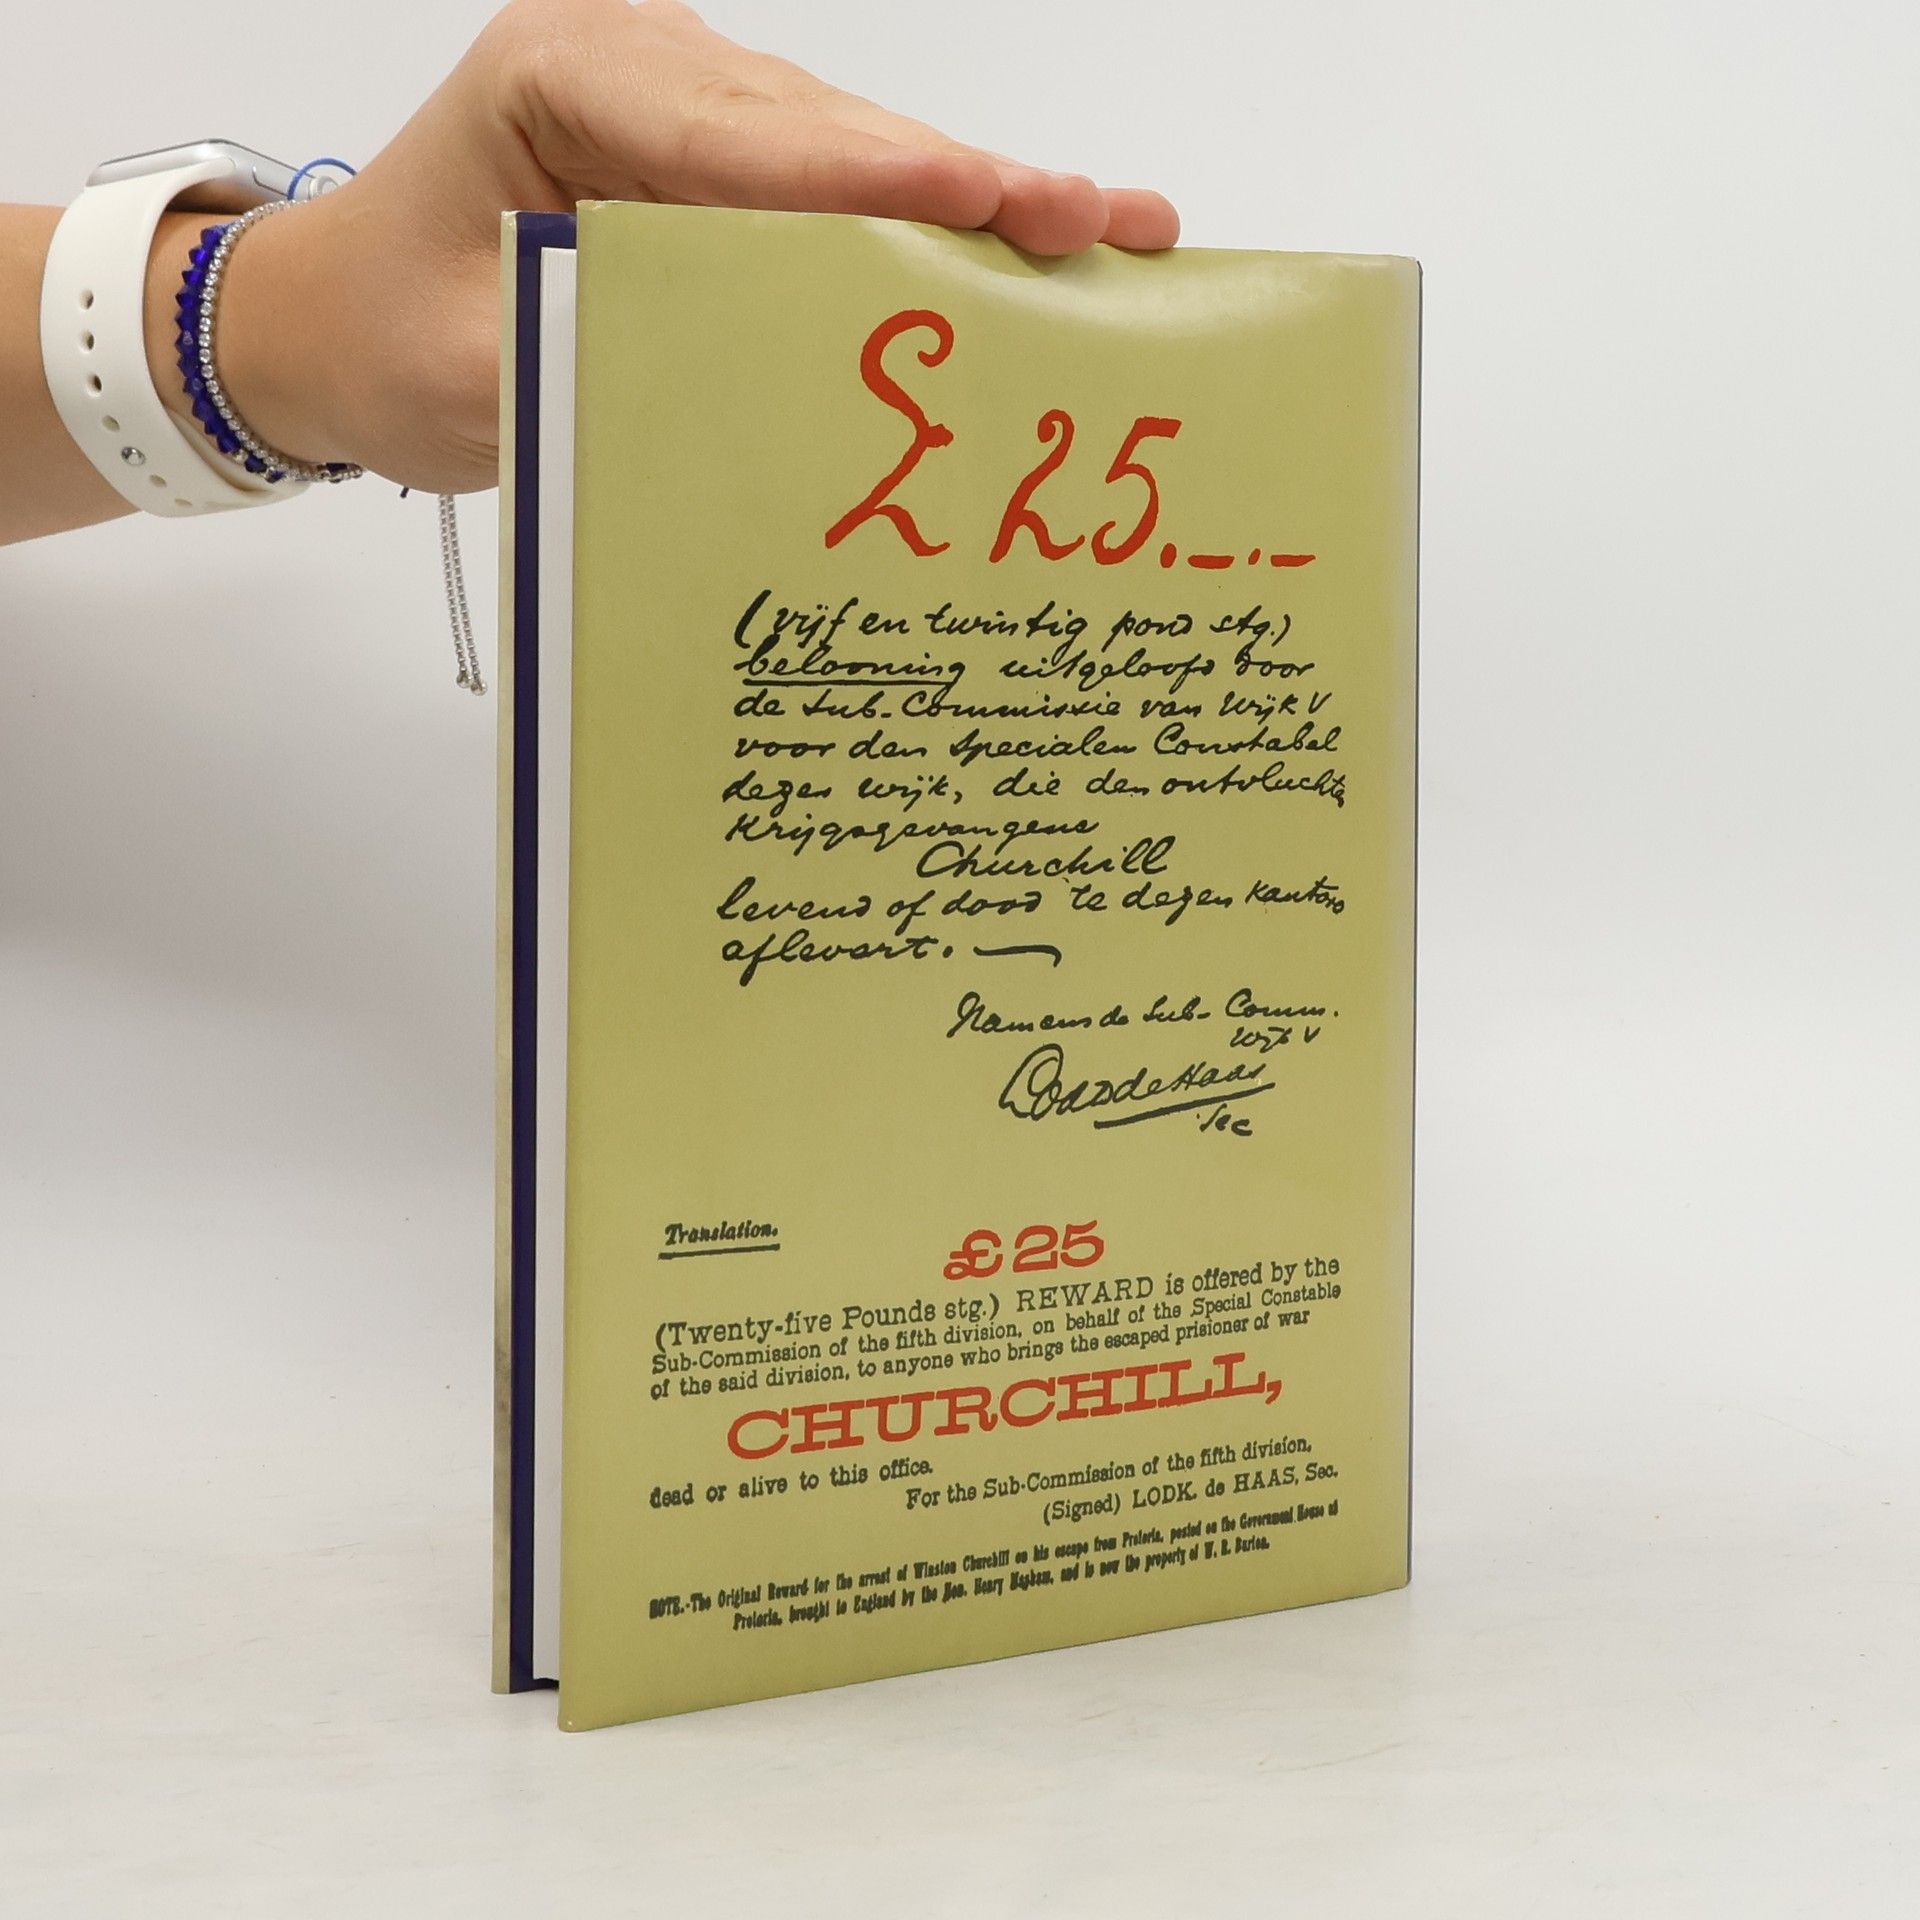 £25.-.-
(vijf en twintig pond stg.)
belooning uitgeloofd door
de Sub-Commissie van Wijk V
voor den Specialen Constabel
dezer wijk, die den ontvluchten
Krijgsgevangene
Churchill
levend of dood te dezen kantore
aflevert.—
Namens de Sub-Comm.
Wijk V
Lodk de Haas
Sec
Translation.
£25
(Twenty-five Pounds stg.) REWARD is offered by the
Sub-Commission of the fifth division, on behalf of the Special Constable
of the said division, to anyone who brings the escaped prisioner of war
CHURCHILL,
dead or alive to this office.
For the Sub-Commission of the fifth division,
(Signed) LODK. de HAAS, Sec.
NOTE.-The Original Reward for the arrest of Winston Churchill on his escape from Pretoria, posted on the Government House at
Pretoria, brought to England by the Hon. Henry Masham, and is now the property of W. R. Burton.